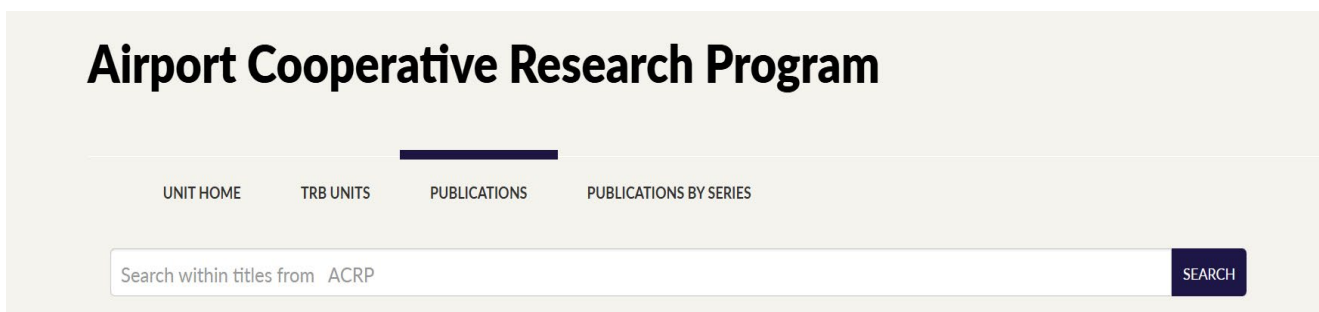 Airport Cooperative Research Program
UNIT HOME TRB UNITS PUBLICATIONS PUBLICATIONS BY SERIES
Search within titles from ACRP SEARCH